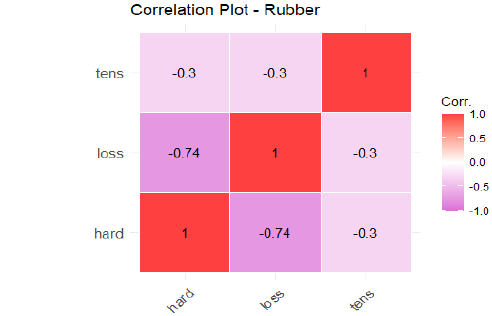 Correlation Plot - Rubber
tens
-0.3
-0.3
1
loss
-0.74
1
-0.3
hard
1
-0.74
-0.3
hard
loss
tens
Corr.
1.0
0.5
0.0
-0.5
-1.0